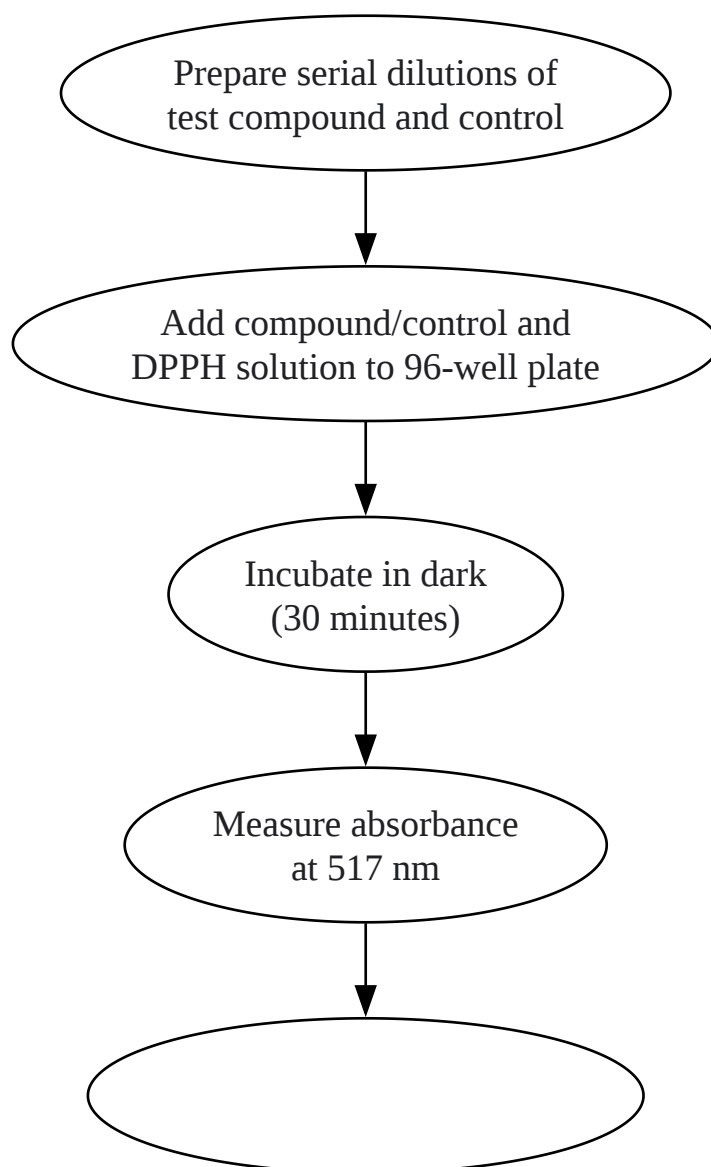 Prepare serial dilutions of
test compound and control
Add compound/control and
DPPH solution to 96-well plate
Incubate in dark
(30 minutes)
Measure absorbance
at 517 nm